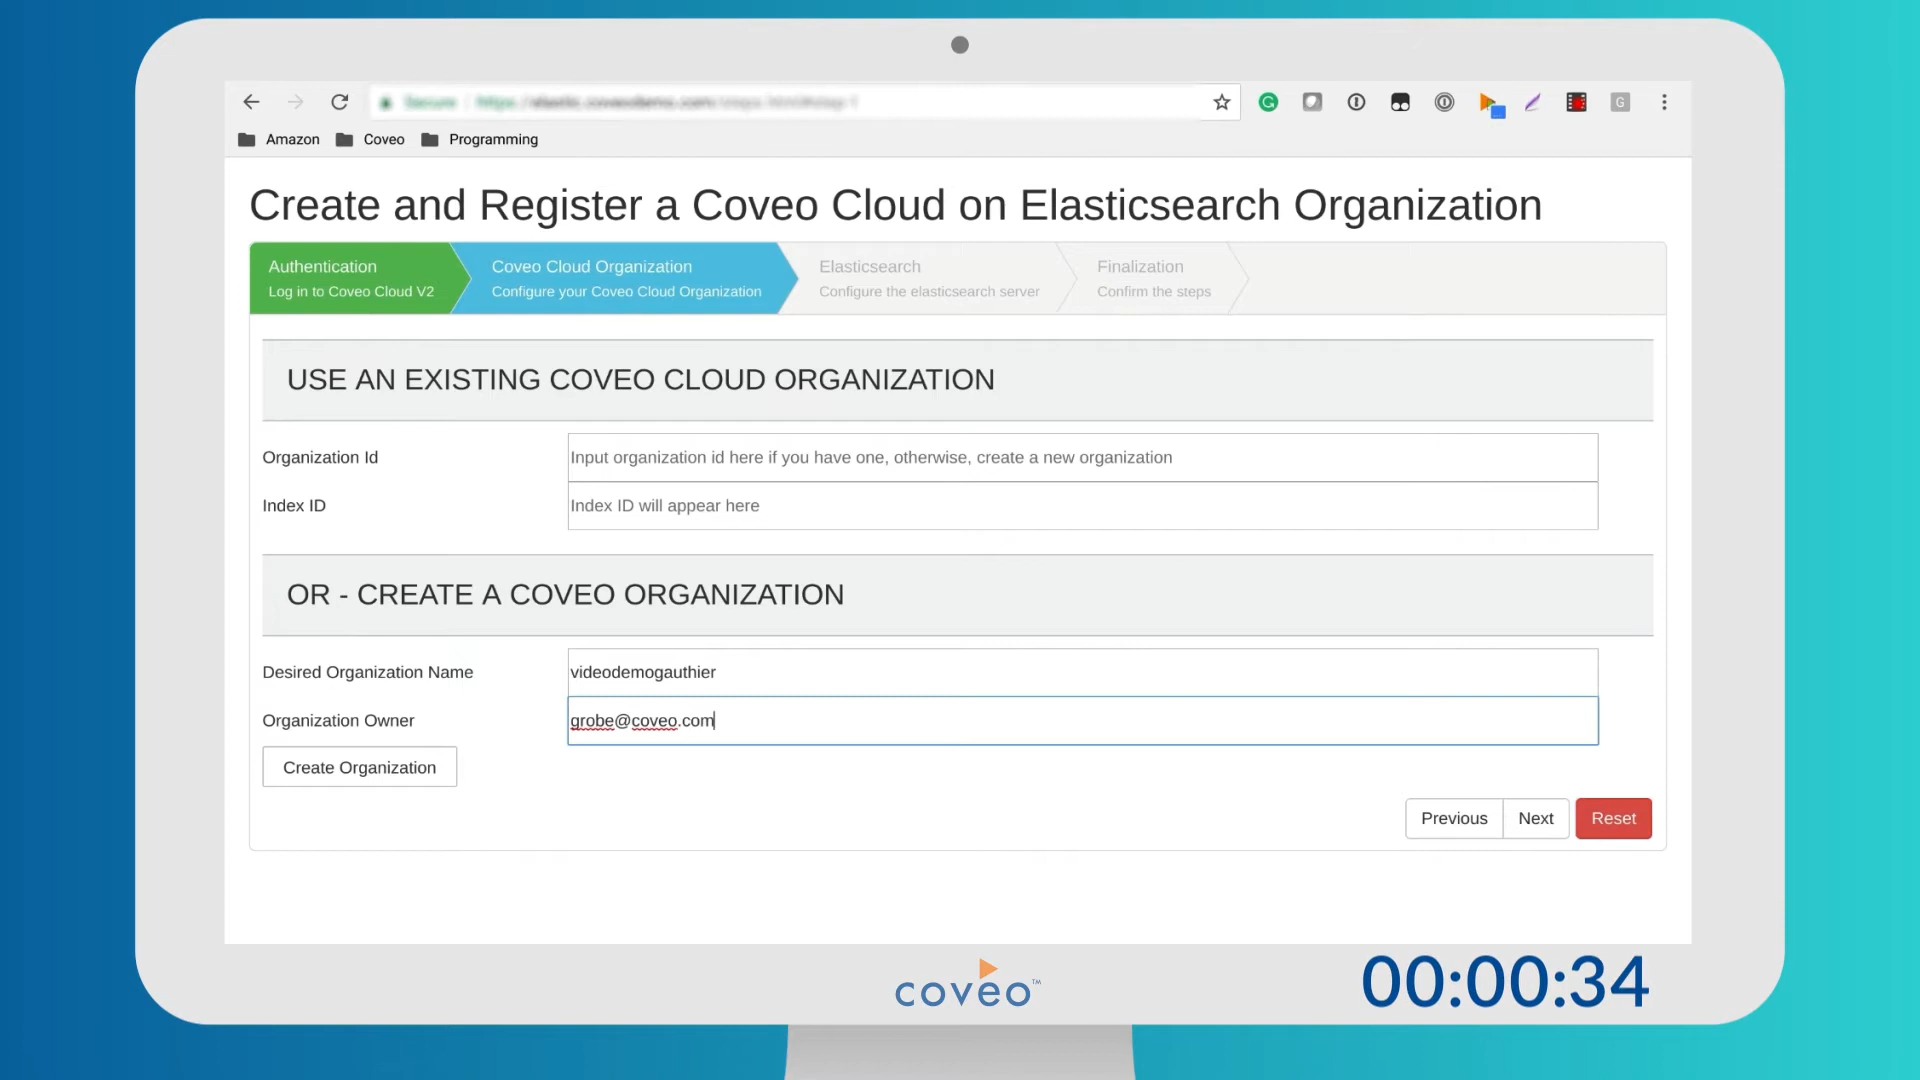 Secure
Amazon Coveo Programming
Create and Register a Coveo Cloud on Elasticsearch Organization
Authentication
Log in to Coveo Cloud V2
Coveo Cloud Organization
Configure your Coveo Cloud Organization
Elasticsearch
Configure the elasticsearch server
Finalization
Confirm the steps
USE AN EXISTING COVEO CLOUD ORGANIZATION
Organization Id Input organization id here if you have one, otherwise, create a new organization
Index ID Index ID will appear here
OR - CREATE A COVEO ORGANIZATION
Desired Organization Name videodemogauthier
Organization Owner grobe@coveo.com
Create Organization
Previous Next Reset
coveo™
00:00:34